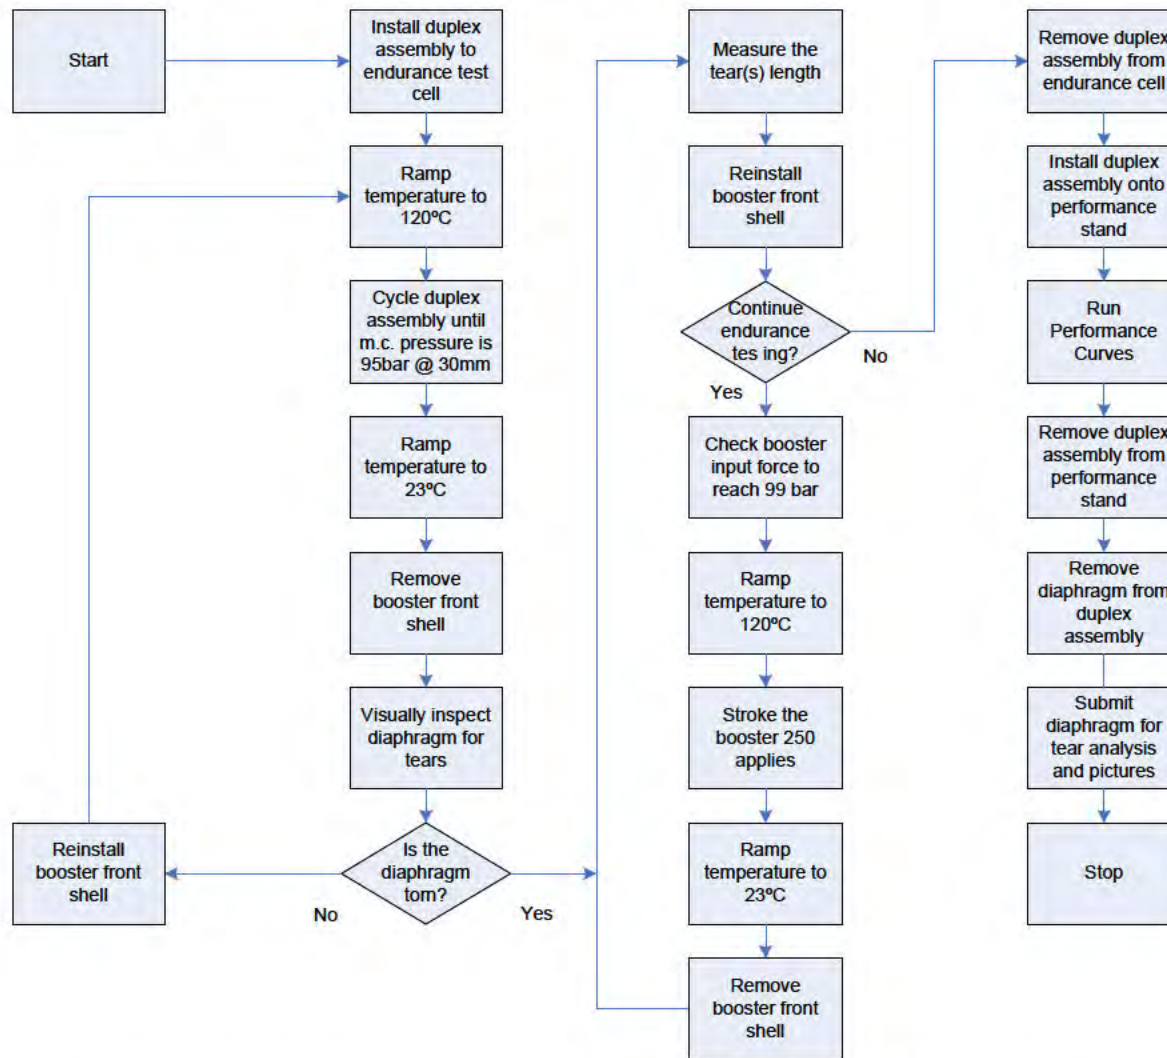 Start
Install duplex
assembly to
endurance test
cell
Ramp
temperature to
120ºC
Cycle duplex
assembly until
m.c. pressure is
95bar @ 30mm
Ramp
temperature to
23ºC
Remove
booster front
shell
Visually inspect
diaphragm for
tears
Is the
diaphragm
torn?
No
Yes
Reinstall
booster front
shell
Measure the
tear(s) length
Reinstall
booster front
shell
Continue
endurance
tes ing?
No
Yes
Check booster
input force to
reach 99 bar
Ramp
temperature to
120ºC
Stroke the
booster 250
applies
Ramp
temperature to
23ºC
Remove
booster front
shell
Remove duplex
assembly from
endurance cell
Install duplex
assembly onto
performance
stand
Run
Performance
Curves
Remove duplex
assembly from
performance
stand
Remove
diaphragm from
duplex
assembly
Submit
diaphragm for
tear analysis
and pictures
Stop